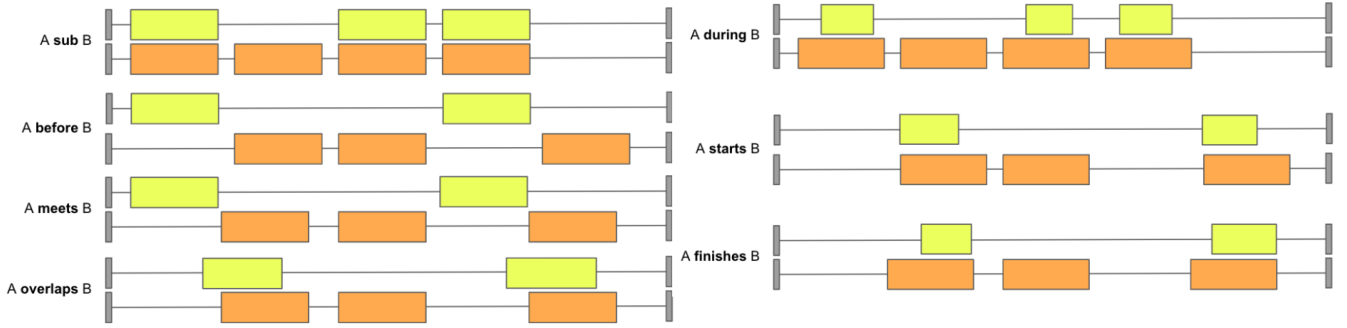 A sub B
A before B
A meets B
A overlaps B
A during B
A starts B
A finishes B